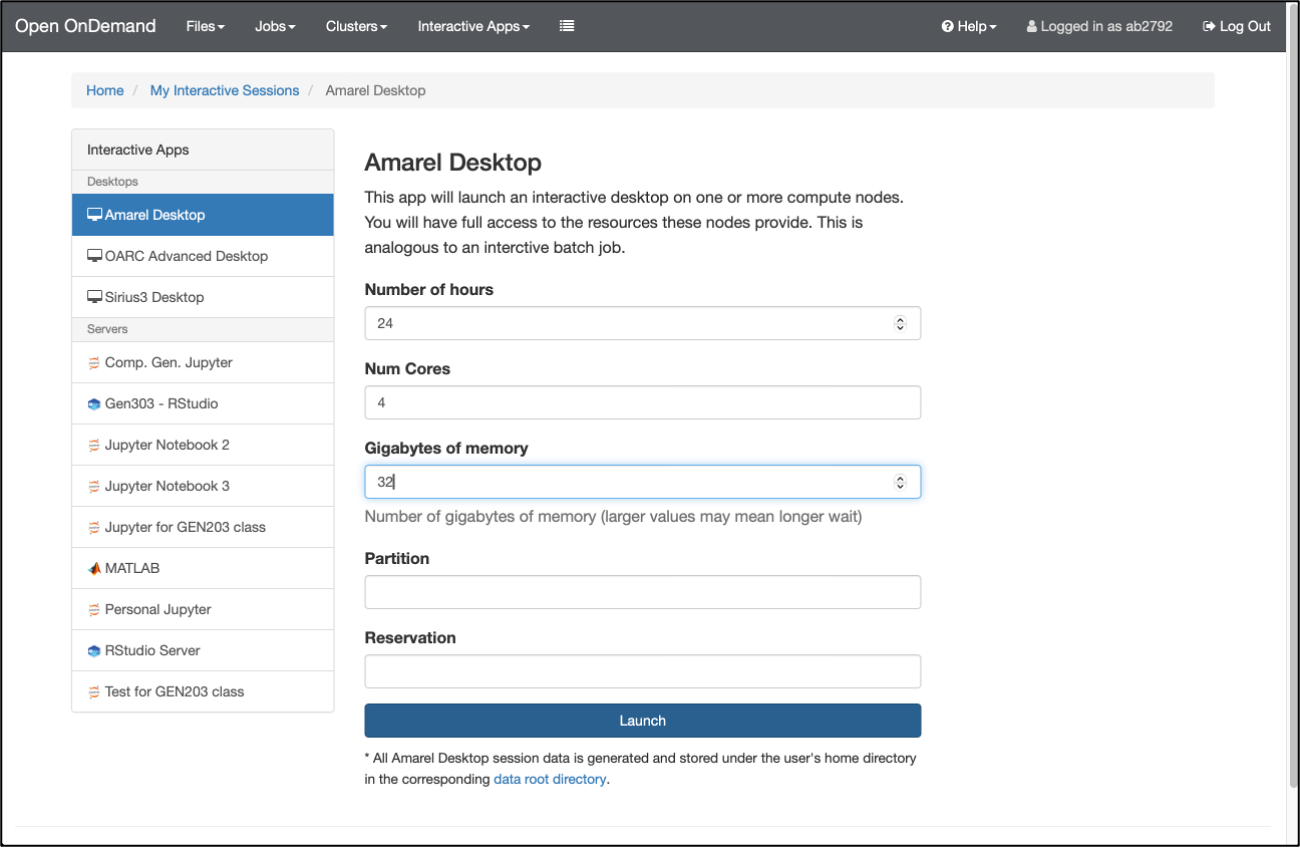 Open OnDemand Files Jobs Clusters Interactive Apps Help Logged in as ab2792 Log Out
Home / My Interactive Sessions / Amarel Desktop
Interactive Apps
Desktops
Amarel Desktop
OARC Advanced Desktop
Sirius3 Desktop
Servers
Comp. Gen. Jupyter
Gen303 - RStudio
Jupyter Notebook 2
Jupyter Notebook 3
Jupyter for GEN203 class
MATLAB
Personal Jupyter
RStudio Server
Test for GEN203 class
Amarel Desktop
This app will launch an interactive desktop on one or more compute nodes.
You will have full access to the resources these nodes provide. This is
analogous to an interctive batch job.
Number of hours
24
Num Cores
4
Gigabytes of memory
32
Number of gigabytes of memory (larger values may mean longer wait)
Partition
Reservation
Launch
* All Amarel Desktop session data is generated and stored under the user's home directory
in the corresponding data root directory.